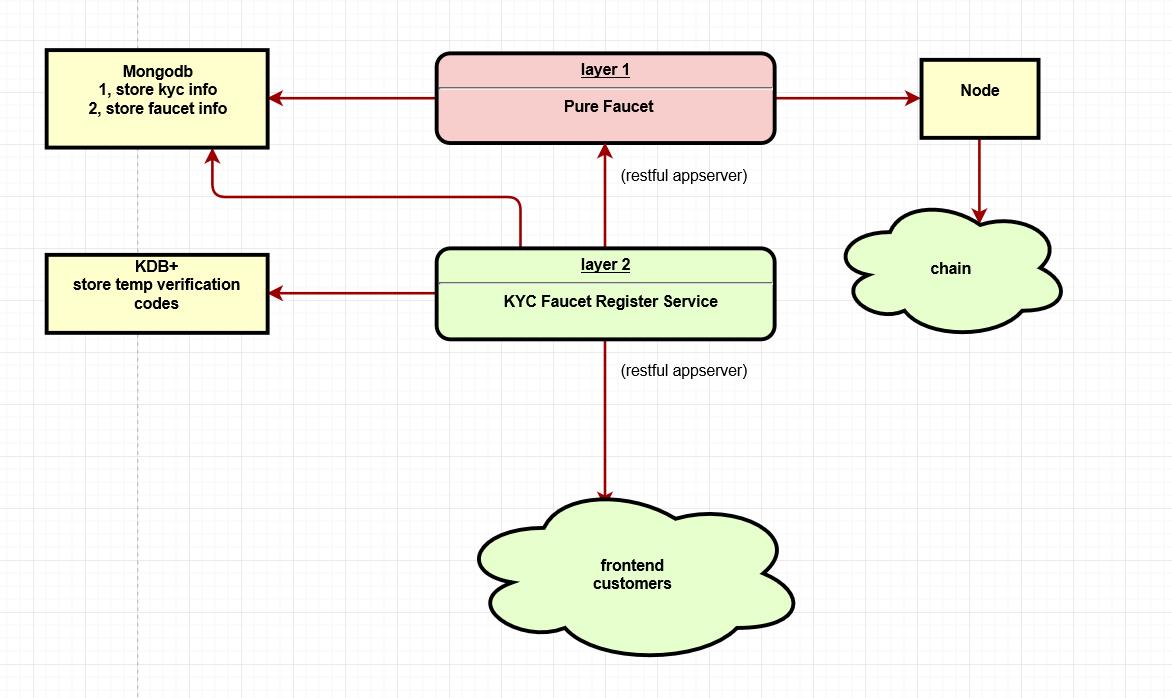 Mongodb
1, store kyc info
2, store faucet info
layer 1
Pure Faucet
Node
(restful appserver)
KDB+
store temp verification
codes
layer 2
KYC Faucet Register Service
chain
(restful appserver)
frontend
customers